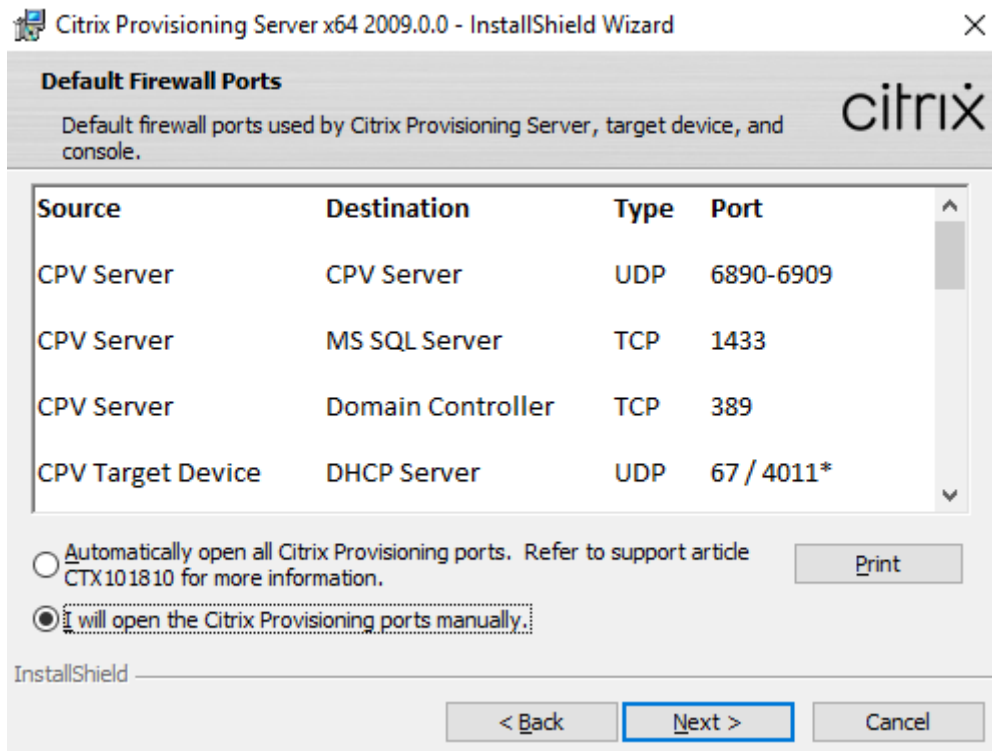 Citrix Provisioning Server x64 2009.0.0 - InstallShield Wizard
Default Firewall Ports
Default firewall ports used by Citrix Provisioning Server, target device, and
console.
citrix
Source Destination Type Port
CPV Server CPV Server UDP 6890-6909
CPV Server MS SQL Server TCP 1433
CPV Server Domain Controller TCP 389
CPV Target Device DHCP Server UDP 67 / 4011*
Automatically open all Citrix Provisioning ports. Refer to support article
CTX101810 for more information.
Print
I will open the Citrix Provisioning ports manually.
InstallShield
< Back Next > Cancel